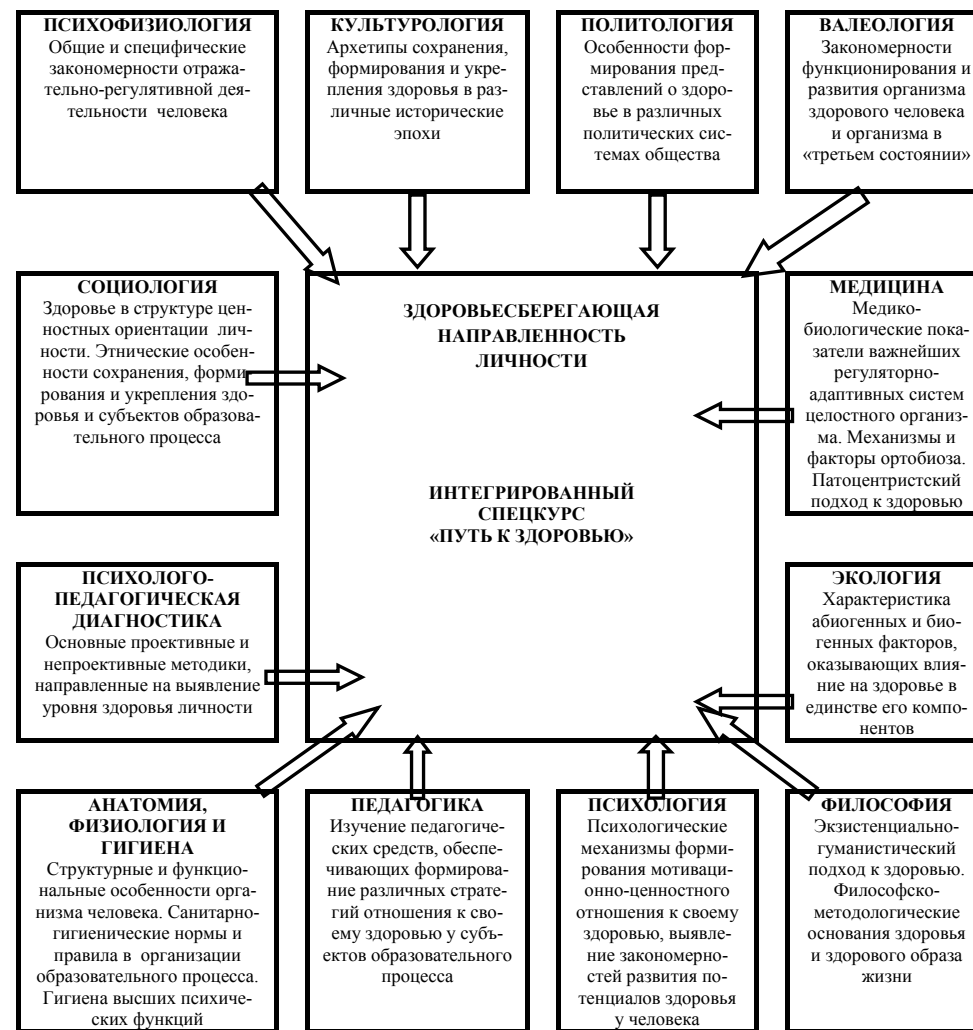 ПСИХОФИЗИОЛОГИЯ
Общие и специфические
закономерности отража-
тельно-регулятивной дея-
тельности человека
КУЛЬТУРОЛОГИЯ
Архетипы сохранения,
формирования и укре-
пления здоровья в раз-
личные исторические
эпохи
ПОЛИТОЛОГИЯ
Особенности фор-
мирования пред-
ставлений о здоро-
вье в различных
политических сис-
темах общества
ВАЛЕОЛОГИЯ
Закономерности
функционирования и
развития организма
здорового человека
и организма в
«третьем состоянии»
СОЦИОЛОГИЯ
Здоровье в структуре цен-
ностных ориентации лич-
ности. Этнические особен-
ности сохранения, форми-
рования и укрепления здо-
ровья и субъектов образова-
тельного процесса
ЗДОРОВЬЕСБЕРЕГАЮЩАЯ
НАПРАВЛЕННОСТЬ
ЛИЧНОСТИ
ИНТЕГРИРОВАННЫЙ
СПЕЦКУРС
«ПУТЬ К ЗДОРОВЬЮ»
МЕДИЦИНА
Медико-
биологические пока-
затели важнейших
регуляторно-
адаптивных систем
целостного организ-
ма. Механизмы и
факторы ортобиоза.
Патоцентристский
подход к здоровью
ПСИХОЛОГО-
ПЕДАГОГИЧЕСКАЯ
ДИАГНОСТИКА
Основные проективные и
непроективные методики,
направленные на выявление
уровня здоровья личности
ЭКОЛОГИЯ
Характеристика
абиогенных и био-
генных факторов,
оказывающих влия-
ние на здоровье в
единстве его компо-
нентов
АНАТОМИЯ,
ФИЗИОЛОГИЯ И
ГИГИЕНА
Структурные и функцио-
нальные особенности орга-
низма человека. Санитарно-
гигиенические нормы и
правила в организации
образовательного процесса.
Гигиена высших психиче-
ских функций
ПЕДАГОГИКА
Изучение педагогиче-
ских средств, обеспе-
чивающих формирова-
ние различных страте-
гий отношения к сво-
ему здоровью у субъ-
ектов образовательного
процесса
ПСИХОЛОГИЯ
Психологические
механизмы форми-
рования мотиваци-
онно-ценностного
отношения к своему
здоровью, выявле-
ние закономерно-
стей развития по-
тенциалов здоровья
у человека
ФИЛОСОФИЯ
Экзистенциально-
гуманистический
подход к здоровью.
Философско-
методологические
основания здоровья
и здорового образа
жизни